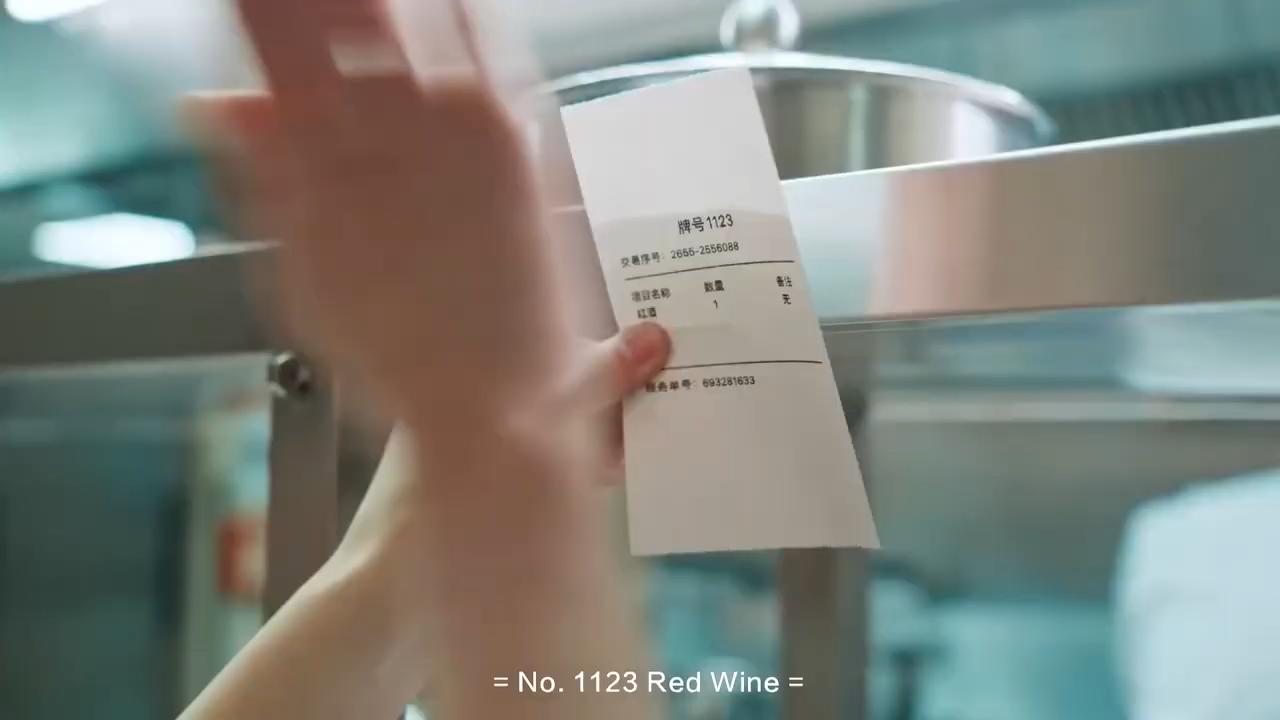 牌号1123
交易序号：2655-2556088
项目名称 数量 备注
红酒 1 无
服务单号：693281633
= No. 1123 Red Wine =